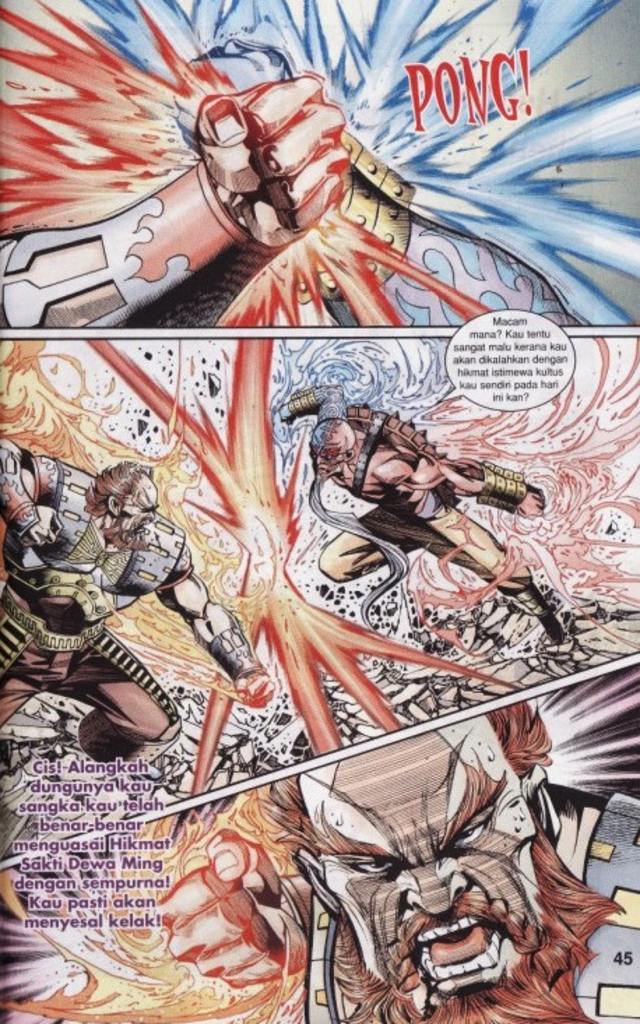 PONG!
Macam
mana? Kau tentu
sangat malu kerana kau
akan dikalahkan dengan
hikmat istimewa kultus
kau sendiri pada hari
ini kan?
Cis! Alangkah
dungunya kau
sangka kau telah
benar-benar
menguasai Hikmat
Sakti Dewa Ming
dengan sempurna!
Kau pasti akan
menyesal kelak!
45